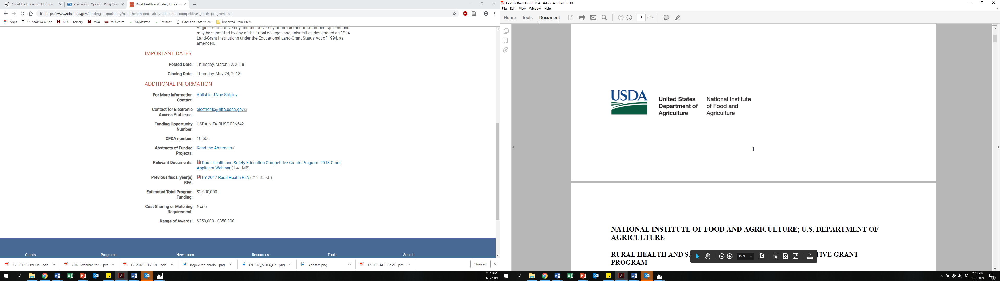 About the Epidemic | HHS.gov
Prescription Opioids | Drug Over
Rural Health and Safety Educatio
https://www.nifa.usda.gov/funding-opportunity/rural-health-and-safety-education-competitive-grants-program-rhse
ABP
Apps
Outlook Web App
MSU Directory
MSU
MSUcares
MyMsstate
Intranet
Extension - Start Con
Imported From Firefo
Virginia State University and the University of the District of Columbia. Applications
may be submitted by any of the Tribal colleges and universities designated as 1994
Land-Grant Institutions under the Educational Land-Grant Status Act of 1994, as
amended.
IMPORTANT DATES
Posted Date: Thursday, March 22, 2018
Closing Date: Thursday, May 24, 2018
ADDITIONAL INFORMATION
For More Information Ahlishia J'Nae Shipley
Contact:
Contact for Electronic electronic@nifa.usda.gov
Access Problems:
Funding Opportunity USDA-NIFA-RHSE-006542
Number:
CFDA number: 10.500
Abstracts of Funded Read the Abstracts
Projects:
Relevant Documents: Rural Health and Safety Education Competitive Grants Program: 2018 Grant
Applicant Webinar (1.41 MB)
Previous fiscal year(s) FY 2017 Rural Health RFA (212.35 KB)
RFA:
Estimated Total Program $2,900,000
Funding:
Cost Sharing or Matching None
Requirement:
Range of Awards: $250,000 - $350,000
Grants
Programs
Newsroom
Resources
Tools
Search
FY-2017-Rural-He....pdf
2018-Webinar-for-....pdf
FY-2018-RHSE-RF....pdf
logo-drop-shado....png
091318_MHFA_Fir....png
Agrisafe.png
171015-AFB-Opioi....pdf
Show all
2:51 PM
1/9/2019
FY 2017 Rural Health RFA - Adobe Acrobat Pro DC
File Edit View Window Help
Home Tools Document
1 / 32
USDA
United States
Department of
Agriculture
National Institute
of Food and
Agriculture
1
NATIONAL INSTITUTE OF FOOD AND AGRICULTURE; U.S. DEPARTMENT OF
AGRICULTURE
RURAL HEALTH AND SA
TIVE GRANT
PROGRAM
150%
2:51 PM
1/9/2019